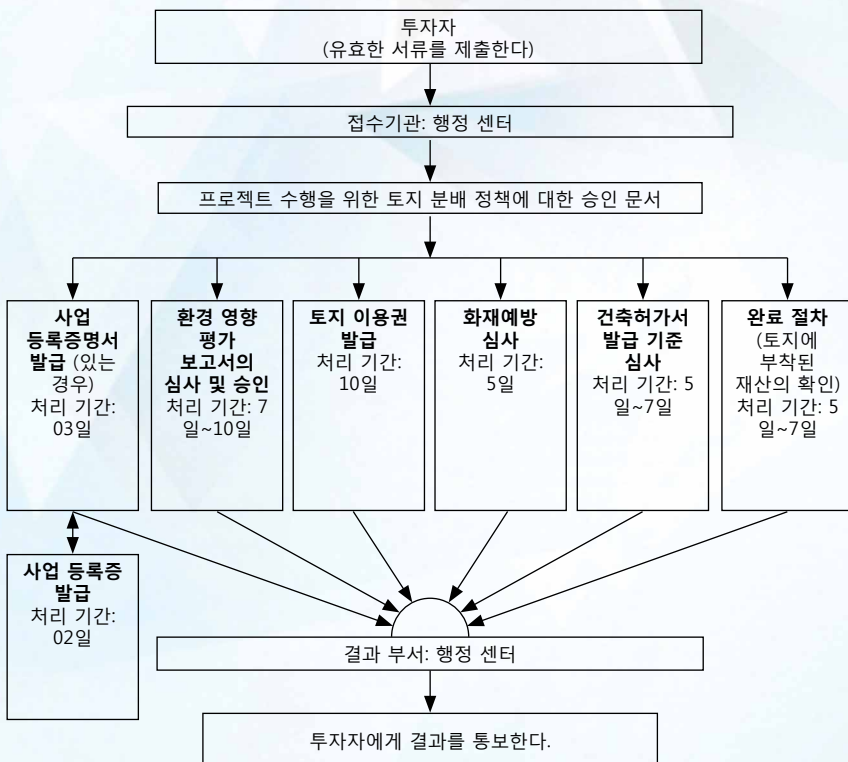 투자자
(유효한 서류를 제출한다)
접수기관: 행정 센터
프로젝트 수행을 위한 토지 분배 정책에 대한 승인 문서
사업
등록증명서
발급 (있는
경우)
처리 기간:
03일
환경 영향
평가
보고서의
심사 및 승인
처리 기간: 7
일~10일
토지 이용권
발급
처리 기간:
10일
화재예방
심사
처리 기간:
5일
건축허가서
발급 기준
심사
처리 기간: 5
일~7일
완료 절차
(토지에
부착된
재산의 확인)
처리 기간: 5
일~7일
사업 등록증
발급
처리 기간:
02일
결과 부서: 행정 센터
투자자에게 결과를 통보한다.